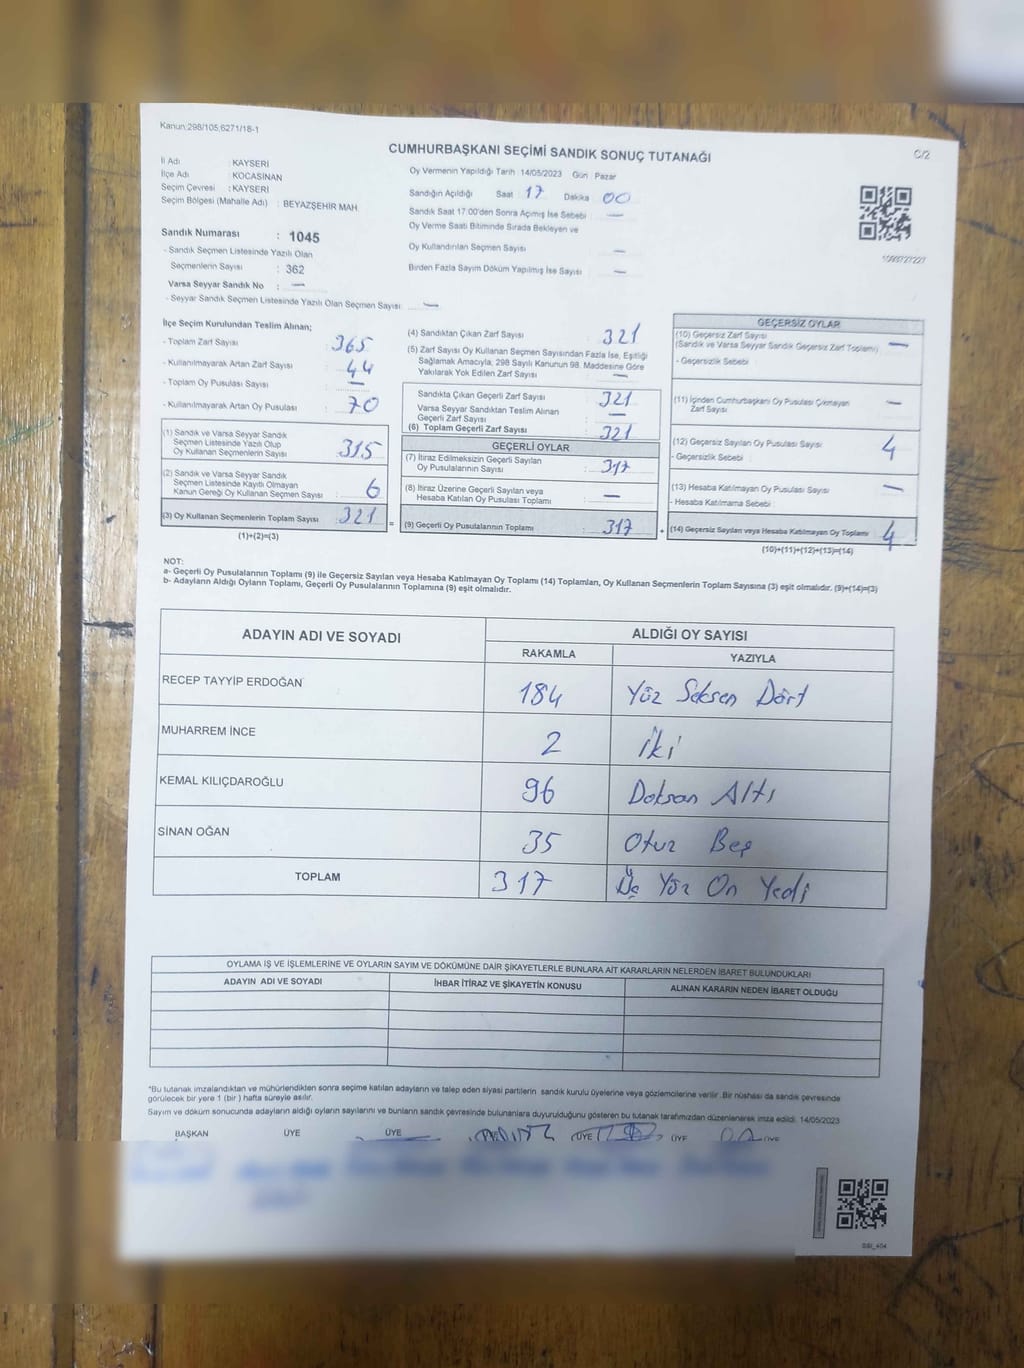 Kanun;298/105;6271/18-1
C/2
CUMHURBAŞKANI SEÇİMİ SANDIK SONUÇ TUTANAĞI
İl Adı : KAYSERİ
İlçe Adı : KOCASİNAN
Seçim Çevresi : KAYSERİ
Seçim Bölgesi (Mahalle Adı) : BEYAZŞEHİR MAH.
Sandık Numarası : 1045
- Sandık Seçmen Listesinde Yazılı Olan
Seçmenlerin Sayısı : 362
Varsa Seyyar Sandık No : —
- Seyyar Sandık Seçmen Listesinde Yazılı Olan Seçmen Sayısı: —
Oy Vermenin Yapıldığı Tarih 14/05/2023 Gün Pazar
Sandığın Açıldığı Saat 17 Dakika 00
Sandık Saat 17:00'den Sonra Açımış İse Sebebi —
Oy Verme Saati Bitiminde Sırada Bekleyen ve
Oy Kullandırılan Seçmen Sayısı —
Birden Fazla Sayım Döküm Yapılmış İse Sayısı —
1093727227
İlçe Seçim Kurulundan Teslim Alınan;
- Toplam Zarf Sayısı : 365
- Kullanılmayarak Artan Zarf Sayısı : 44
- Toplam Oy Pusulası Sayısı : —
- Kullanılmayarak Artan Oy Pusulası : 70
(1) Sandık ve Varsa Seyyar Sandık
Seçmen Listesinde Yazılı Olup
Oy Kullanan Seçmenlerin Sayısı : 315
(2) Sandık ve Varsa Seyyar Sandık
Seçmen Listesinde Kayıtlı Olmayan
Kanun Gereği Oy Kullanan Seçmen Sayısı : 6
(3) Oy Kullanan Seçmenlerin Toplam Sayısı : 321
(1)+(2)=(3)
=
(4) Sandıktan Çıkan Zarf Sayısı : 321
(5) Zarf Sayısı Oy Kullanan Seçmen Sayısından Fazla İse, Eşitliği
Sağlamak Amacıyla, 298 Sayılı Kanunun 98. Maddesine Göre
Yakılarak Yok Edilen Zarf Sayısı : —
Sandıkta Çıkan Geçerli Zarf Sayısı : 321
Varsa Seyyar Sandıktan Teslim Alınan
Geçerli Zarf Sayısı : —
(6) Toplam Geçerli Zarf Sayısı : 321
GEÇERLİ OYLAR
(7) İtiraz Edilmeksizin Geçerli Sayılan
Oy Pusulalarının Sayısı : 317
(8) İtiraz Üzerine Geçerli Sayılan veya
Hesaba Katılan Oy Pusulası Toplamı : —
(9) Geçerli Oy Pusulalarının Toplamı : 317
+
GEÇERSİZ OYLAR
(10) Geçersiz Zarf Sayısı
(Sandık ve Varsa Seyyar Sandık Geçersiz Zarf Toplamı) —
- Geçersizlik Sebebi :
(11) İçinden Cumhurbaşkanı Oy Pusulası Çıkmayan
Zarf Sayısı : —
(12) Geçersiz Sayılan Oy Pusulası Sayısı : 4
- Geçersizlik Sebebi :
(13) Hesaba Katılmayan Oy Pusulası Sayısı : —
- Hesaba Katılmama Sebebi :
(14) Geçersiz Sayılan veya Hesaba Katılmayan Oy Toplamı 4
(10)+(11)+(12)+(13)=(14)
NOT:
a- Geçerli Oy Pusulalarının Toplamı (9) ile Geçersiz Sayılan veya Hesaba Katılmayan Oy Toplamı (14) Toplamları, Oy Kullanan Seçmenlerin Toplam Sayısına (3) eşit olmalıdır. (9)+(14)=(3)
b- Adayların Aldığı Oyların Toplamı, Geçerli Oy Pusulalarının Toplamına (9) eşit olmalıdır.
ADAYIN ADI VE SOYADI ALDIĞI OY SAYISI
RAKAMLA YAZIYLA
RECEP TAYYİP ERDOĞAN 184 Yüz Seksen Dört
MUHARREM İNCE 2 İki
KEMAL KILIÇDAROĞLU 96 Doksan Altı
SİNAN OĞAN 35 Otuz Beş
TOPLAM 317 Üç Yüz On Yedi
OYLAMA İŞ VE İŞLEMLERİNE VE OYLARIN SAYIM VE DÖKÜMÜNE DAİR ŞİKAYETLERLE BUNLARA AİT KARARLARIN NELERDEN İBARET BULUNDUKLARI
ADAYIN ADI VE SOYADI İHBAR İTİRAZ VE ŞİKAYETİN KONUSU ALINAN KARARIN NEDEN İBARET OLDUĞU
*Bu tutanak imzalandıktan ve mühürlendikten sonra seçime katılan adayların ve talep eden siyasi partilerin sandık kurulu üyelerine veya gözlemcilerine verilir. Bir nüshası da sandık çevresinde
görülecek bir yere 1 (bir) hafta süreyle asılır.
Sayım ve döküm sonucunda adayların aldığı oyların sayılarını ve bunların sandık çevresinde bulunanlara duyurulduğunu gösteren bu tutanak tarafımızdan düzenlenerek imza edildi. 14/05/2023
BAŞKAN ÜYE ÜYE ÜYE ÜYE ÜYE